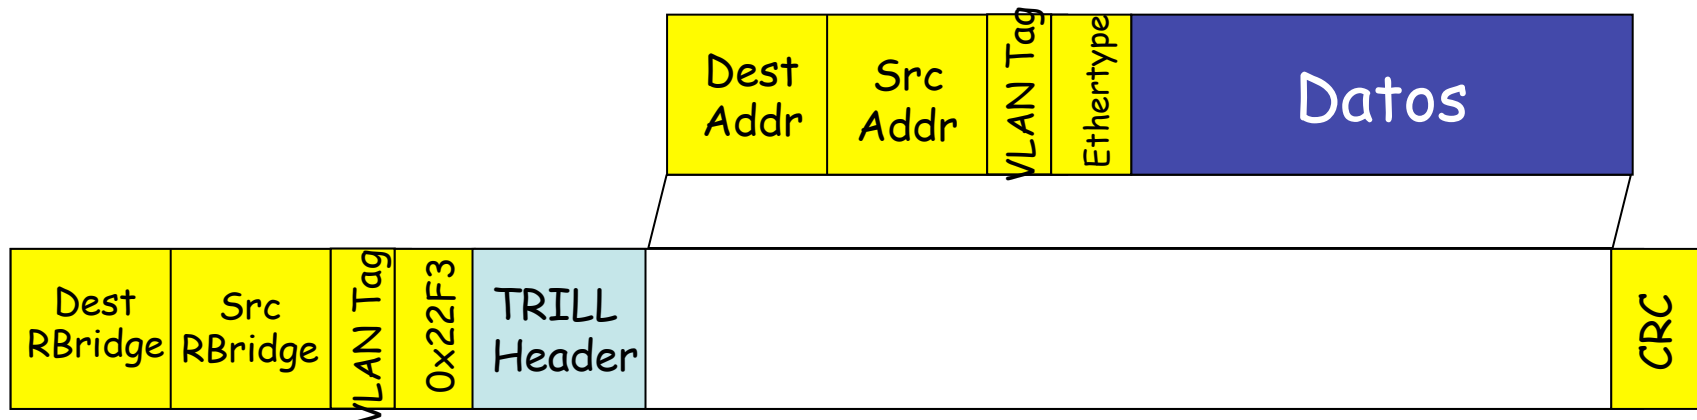 Dest
Addr
Src
Addr
VLAN Tag
Ethertype
Datos
Dest
RBridge
Src
RBridge
VLAN Tag
0x22F3
TRILL
Header
CRC